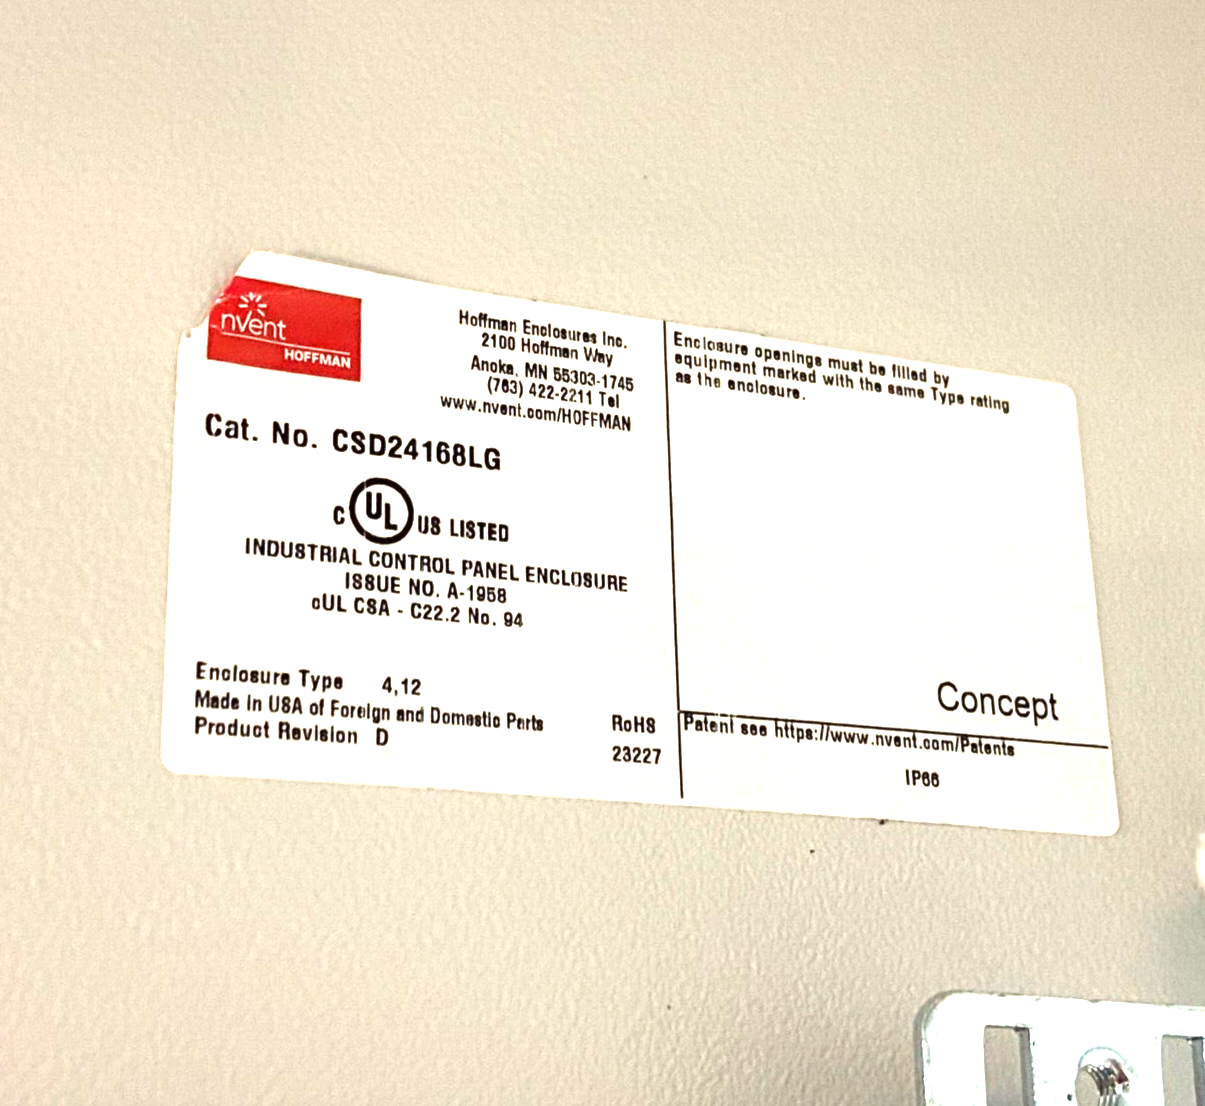 nVent
HOFFMAN
Hoffman Enclosures Inc.
2100 Hoffman Way
Anoka, MN 55303-1745
(763) 422-2211 Tel
www.nvent.com/HOFFMAN
Cat. No. CSD24168LG
C UL US LISTED
INDUSTRIAL CONTROL PANEL ENCLOSURE
ISSUE NO. A-1958
cUL CSA - C22.2 No. 94
Enclosure Type 4,12
Made in USA of Foreign and Domestic Parts
Product Revision D
RoHS
23227
Enclosure openings must be filled by
equipment marked with the same Type rating
as the enclosure.
Concept
Patent see https://www.nvent.com/Patents
IP66